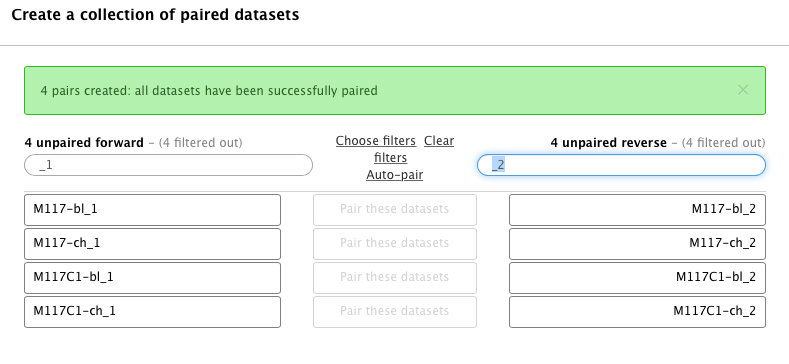 Create a collection of paired datasets
4 pairs created: all datasets have been successfully paired ×
4 unpaired forward – (4 filtered out) Choose filters Clear filters 4 unpaired reverse – (4 filtered out)
_1 Auto-pair _2
M117-bl_1 Pair these datasets M117-bl_2
M117-ch_1 Pair these datasets M117-ch_2
M117C1-bl_1 Pair these datasets M117C1-bl_2
M117C1-ch_1 Pair these datasets M117C1-ch_2